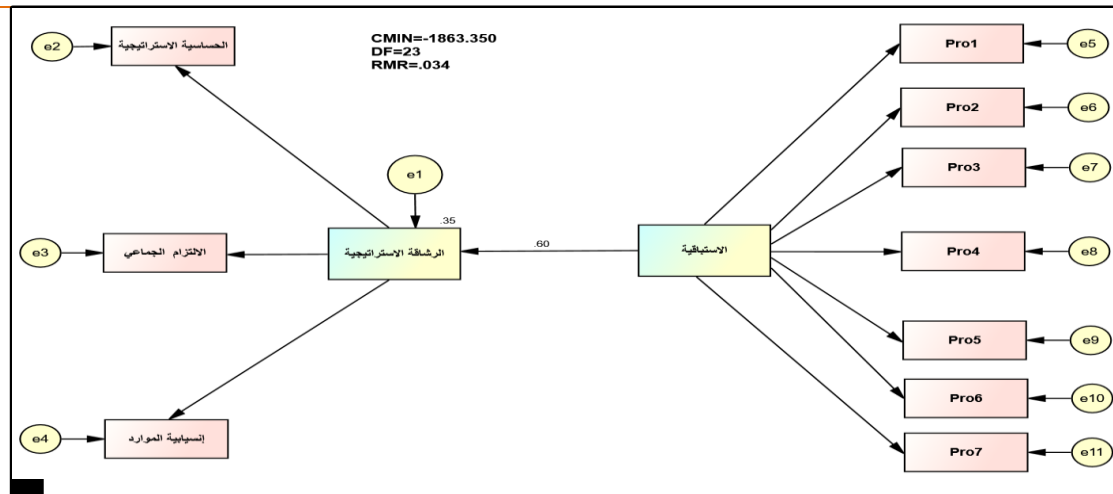 e2
الحساسية الاستراتيجية
CMIN=-1863.350
DF=23
RMR=.034
Pro1
e5
Pro2
e6
e1
Pro3
e7
.35
e3
الالتزام الجماعي
الرشاقة الاستراتيجية
.60
الاستباقية
Pro4
e8
Pro5
e9
Pro6
e10
e4
إنسيابية الموارد
Pro7
e11